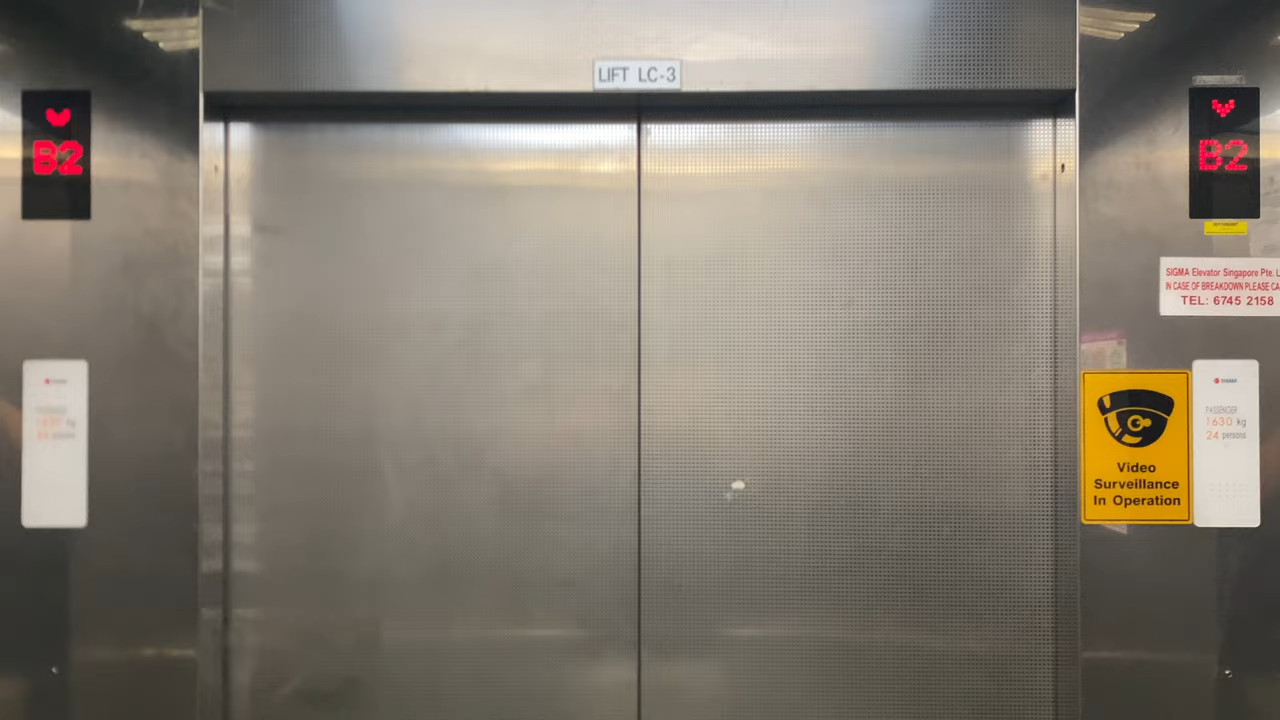 LIFT LC-3
B2
B2
SIGMA Elevator Singapore Pte.
IN CASE OF BREAKDOWN PLEASE
TEL: 6745 2158
SIGMA
PASSENGER
1630 kg
24 persons
Video
Surveillance
In Operation